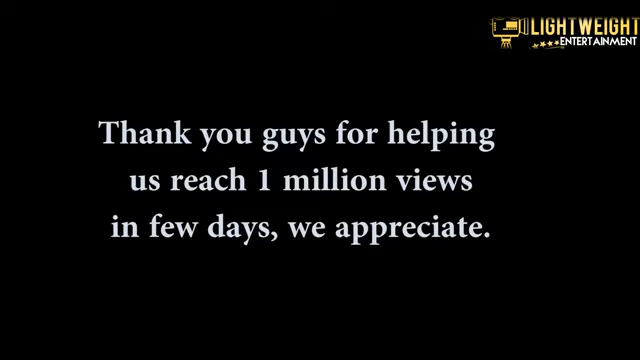 LIGHTWEIGHT
ENTERTAINMENT
Thank you guys for helping
us reach 1 million views
in few days, we appreciate.